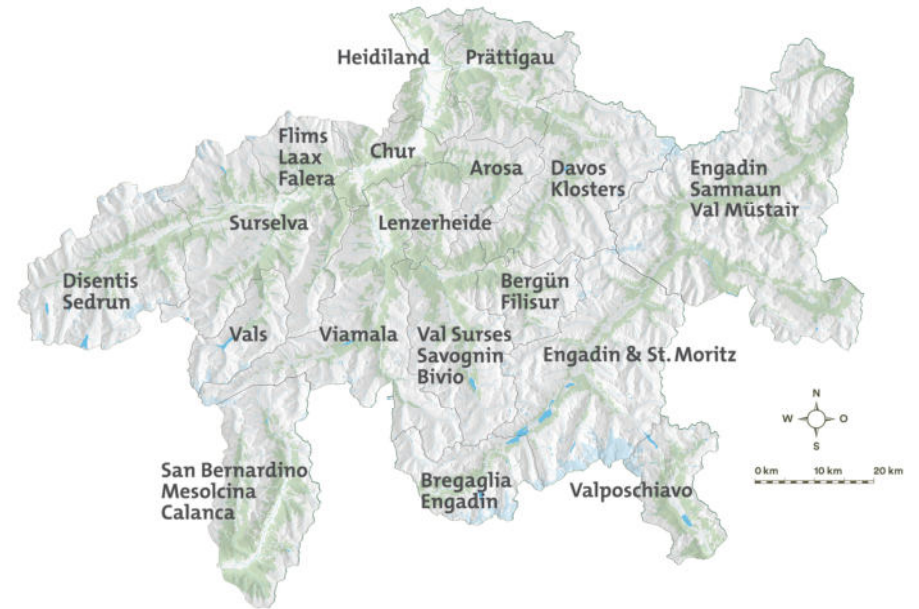 Heidiland
Prättigau
Flims
Laax
Falera
Chur
Arosa
Davos
Klosters
Engadin
Samnaun
Val Müstair
Surselva
Lenzerheide
Disentis
Sedrun
Bergün
Filisur
Vals
Viamala
Val Surses
Savognin
Bivio
Engadin & St. Moritz
N
W
O
S
0 km
10 km
20 km
San Bernardino
Mesolcina
Calanca
Bregaglia
Engadin
Valposchiavo